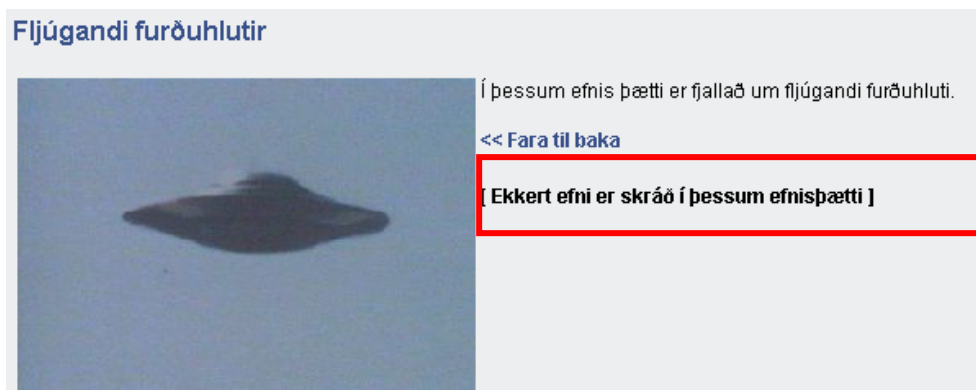 Fljúgandi furðuhlutir
Í þessum efnis þætti er fjallað um fljúgandi furðuhluti.
<< Fara til baka
[ Ekkert efni er skráð í þessum efnisþætti ]